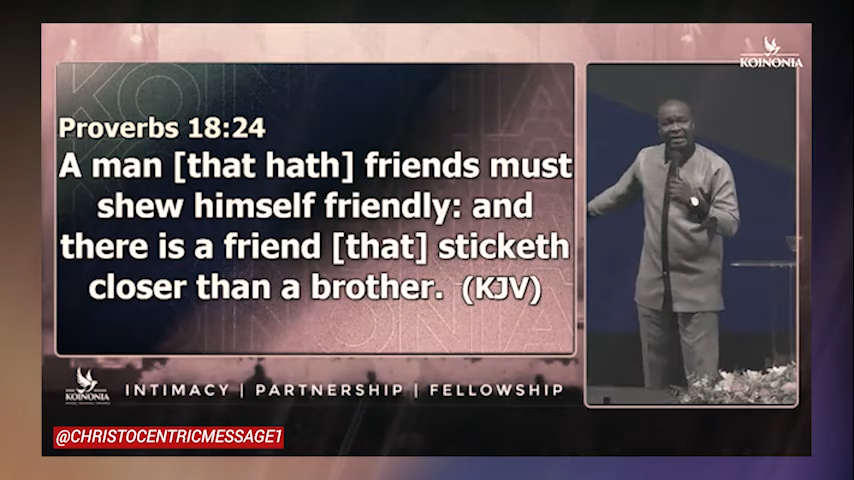 KOINONIA
Proverbs 18:24
A man [that hath] friends must
shew himself friendly: and
there is a friend [that] sticketh
closer than a brother. (KJV)
KOINONIA
INTIMACY | PARTNERSHIP | FELLOWSHIP
@CHRISTOCENTRICMESSAGE1